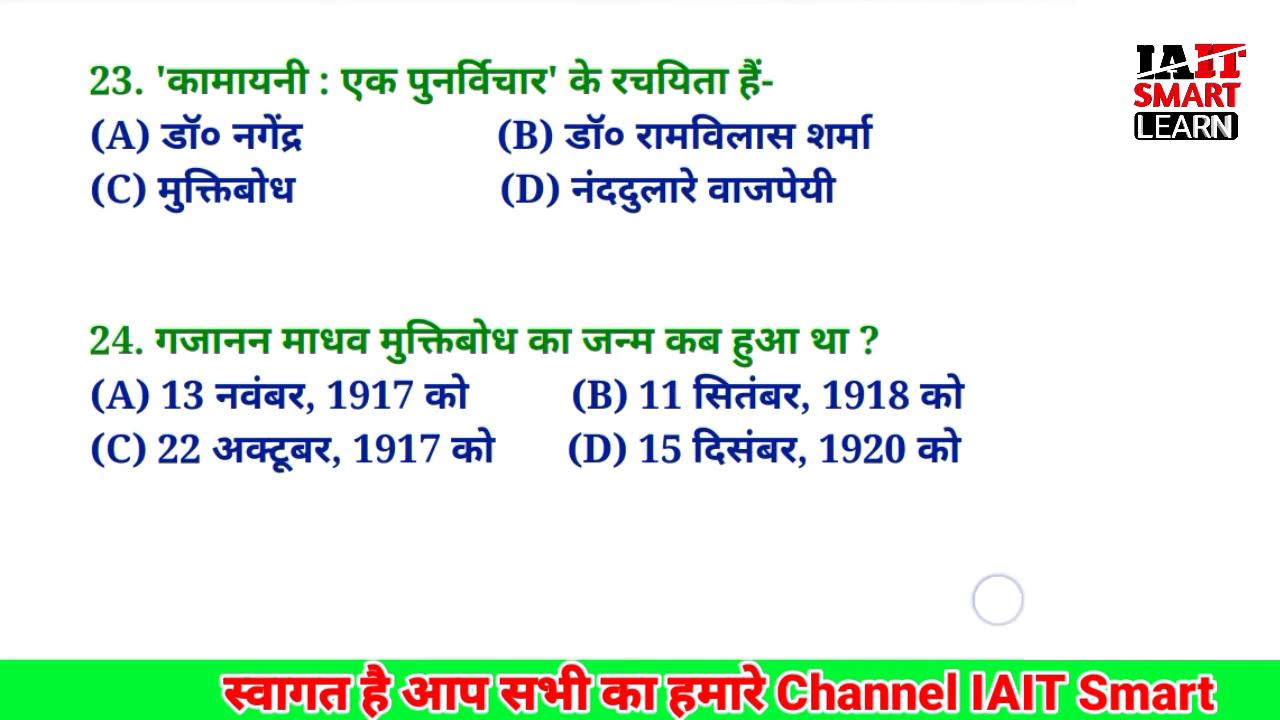 23. 'कामायनी : एक पुनर्विचार' के रचयिता हैं-
(A) डॉ० नगेंद्र (B) डॉ० रामविलास शर्मा
(C) मुक्तिबोध (D) नंददुलारे वाजपेयी
24. गजानन माधव मुक्तिबोध का जन्म कब हुआ था ?
(A) 13 नवंबर, 1917 को (B) 11 सितंबर, 1918 को
(C) 22 अक्टूबर, 1917 को (D) 15 दिसंबर, 1920 को
IAIT
SMART
LEARN
स्वागत है आप सभी का हमारे Channel IAIT Smart